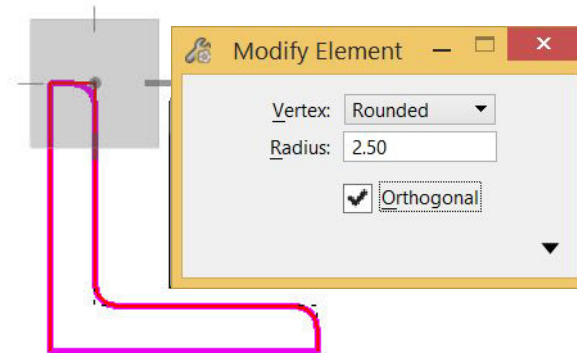 Modify Element
Vertex: Rounded
Radius: 2.50
Orthogonal